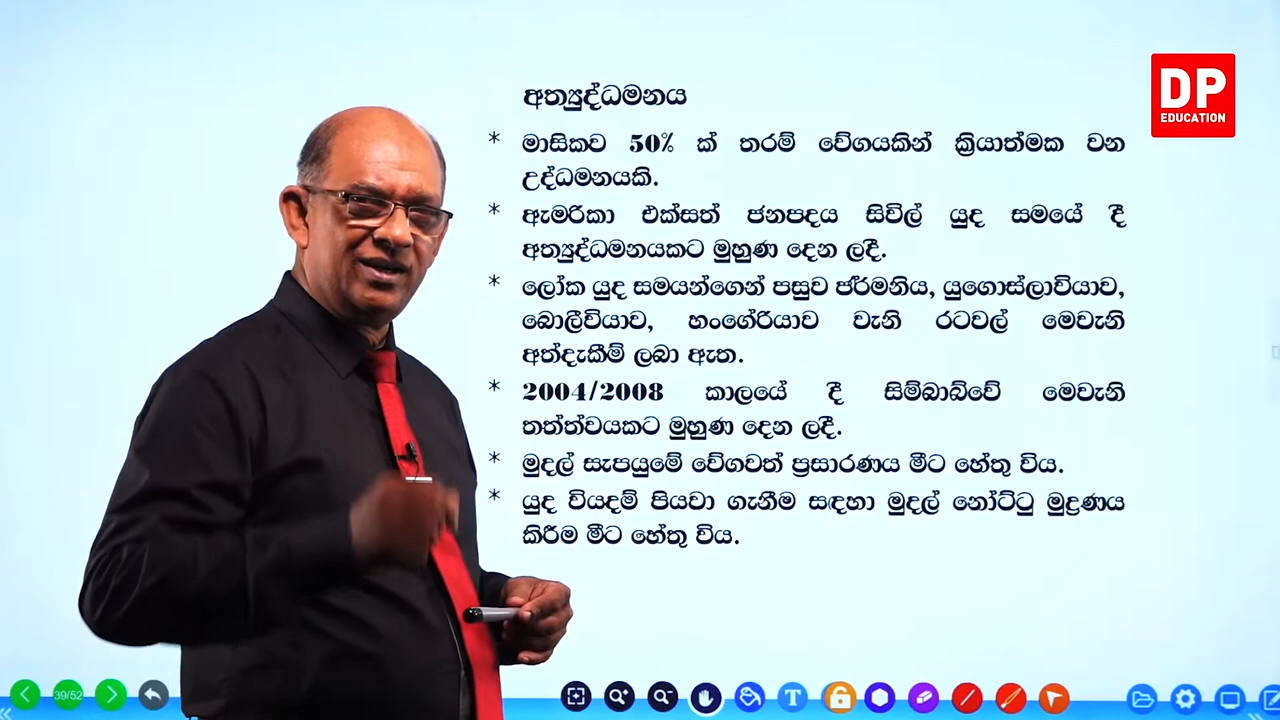 DP
EDUCATION
අත්‍යුද්ධමනය
* මාසිකව 50% ක් තරම් වේගයකින් ක්‍රියාත්මක වන
උද්ධමනයකි.
* ඇමරිකා එක්සත් ජනපදය සිවිල් යුද සමයේ දී
අත්‍යුද්ධමනයකට මුහුණ දෙන ලදී.
* ලෝක යුද සමයන්ගෙන් පසුව ජර්මනිය, යුගොස්ලාවියාව,
බොලීවියාව, හංගේරියාව වැනි රටවල් මෙවැනි
අත්දැකීම් ලබා ඇත.
* 2004/2008 කාලයේ දී සිම්බාබ්වේ මෙවැනි
තත්ත්වයකට මුහුණ දෙන ලදී.
* මුදල් සැපයුමේ වේගවත් ප්‍රසාරණය මීට හේතු විය.
* යුද වියදම් පියවා ගැනීම සඳහා මුදල් නෝට්ටු මුද්‍රණය
කිරීම මීට හේතු විය.
39/52